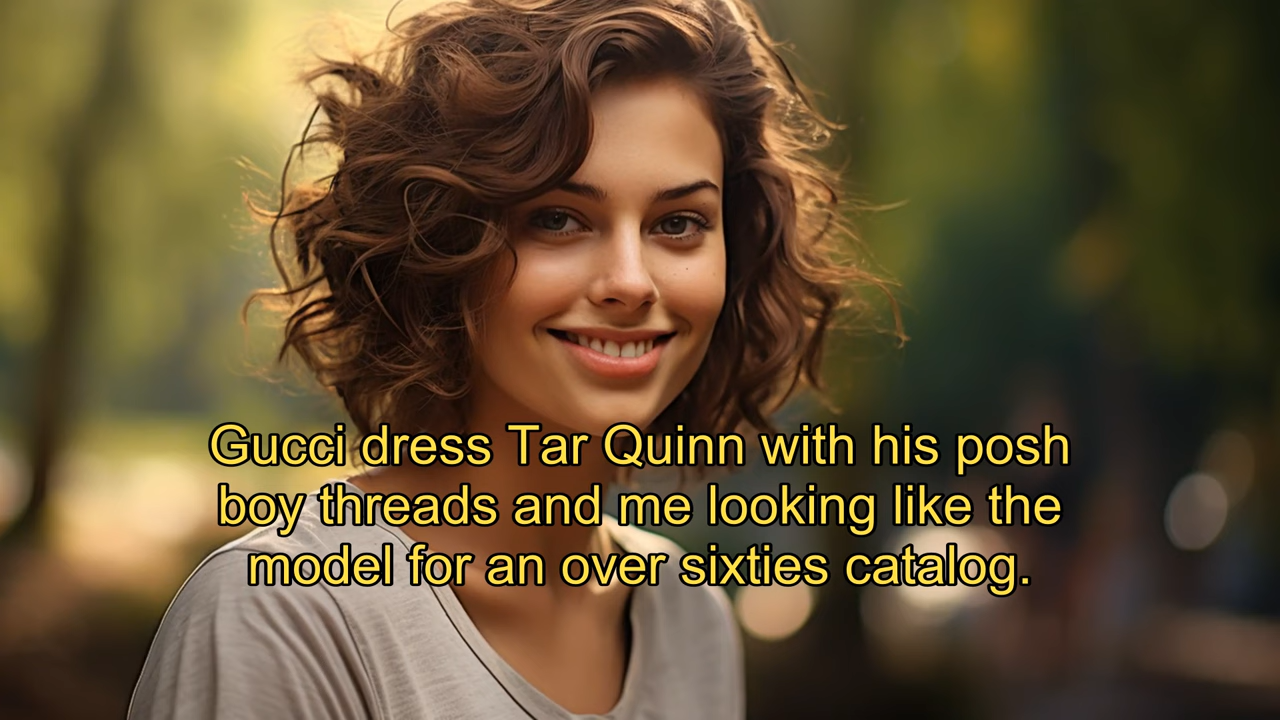 Gucci dress Tar Quinn with his posh
boy threads and me looking like the
model for an over sixties catalog.